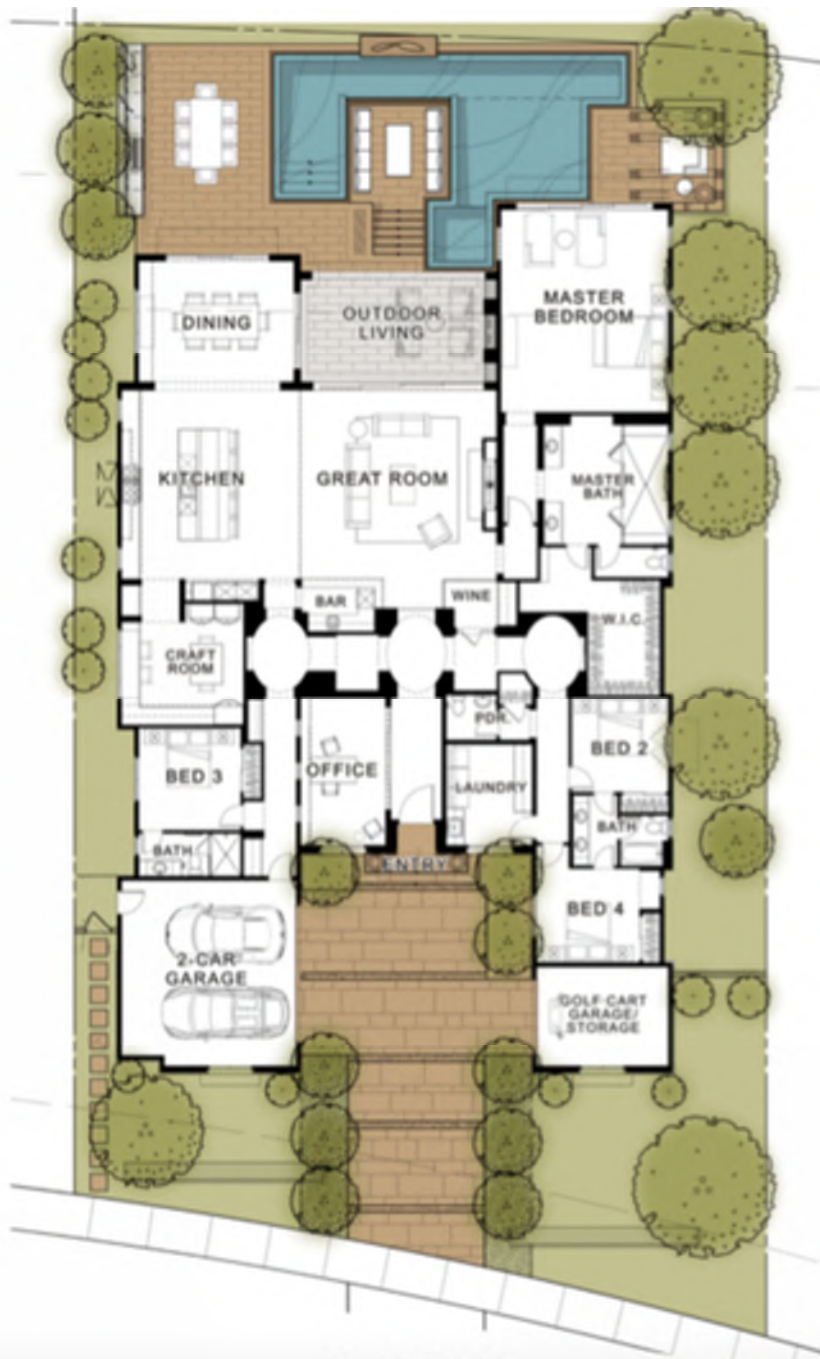 MASTER
BEDROOM
OUTDOOR
LIVING
DINING
KITCHEN
GREAT ROOM
MASTER
BATH
BAR
WINE
W.I.C.
CRAFT
ROOM
PDR.
BED 2
OFFICE
BED 3
LAUNDRY
BATH
BATH
ENTRY
BED 4
2-CAR
GARAGE
GOLF CART
GARAGE/
STORAGE